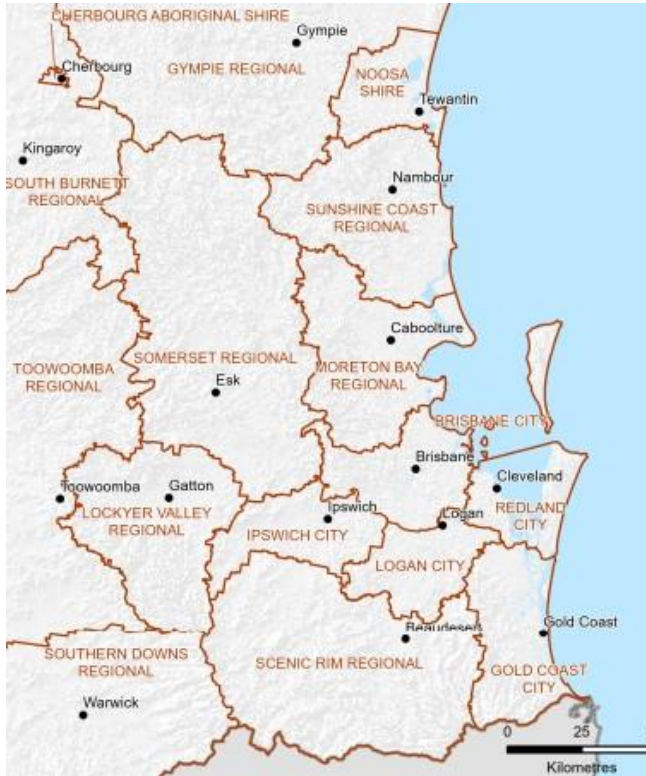 CHERBOURG ABORIGINAL SHIRE
Gympie
Cherbourg
GYMPIE REGIONAL
NOOSA
SHIRE
Tewantin
Kingaroy
SOUTH BURNETT
REGIONAL
Nambour
SUNSHINE COAST
REGIONAL
Caboolture
TOOWOOMBA
REGIONAL
SOMERSET REGIONAL
MORETON BAY
REGIONAL
Esk
BRISBANE CITY
Brisbane
Cleveland
Toowoomba
Gatton
LOCKYER VALLEY
REGIONAL
Ipswich
IPSWICH CITY
Logan
REDLAND
CITY
LOGAN CITY
Gold Coast
Beaudesert
SOUTHERN DOWNS
REGIONAL
SCENIC RIM REGIONAL
GOLD COAST
CITY
Warwick
0 25
Kilometres